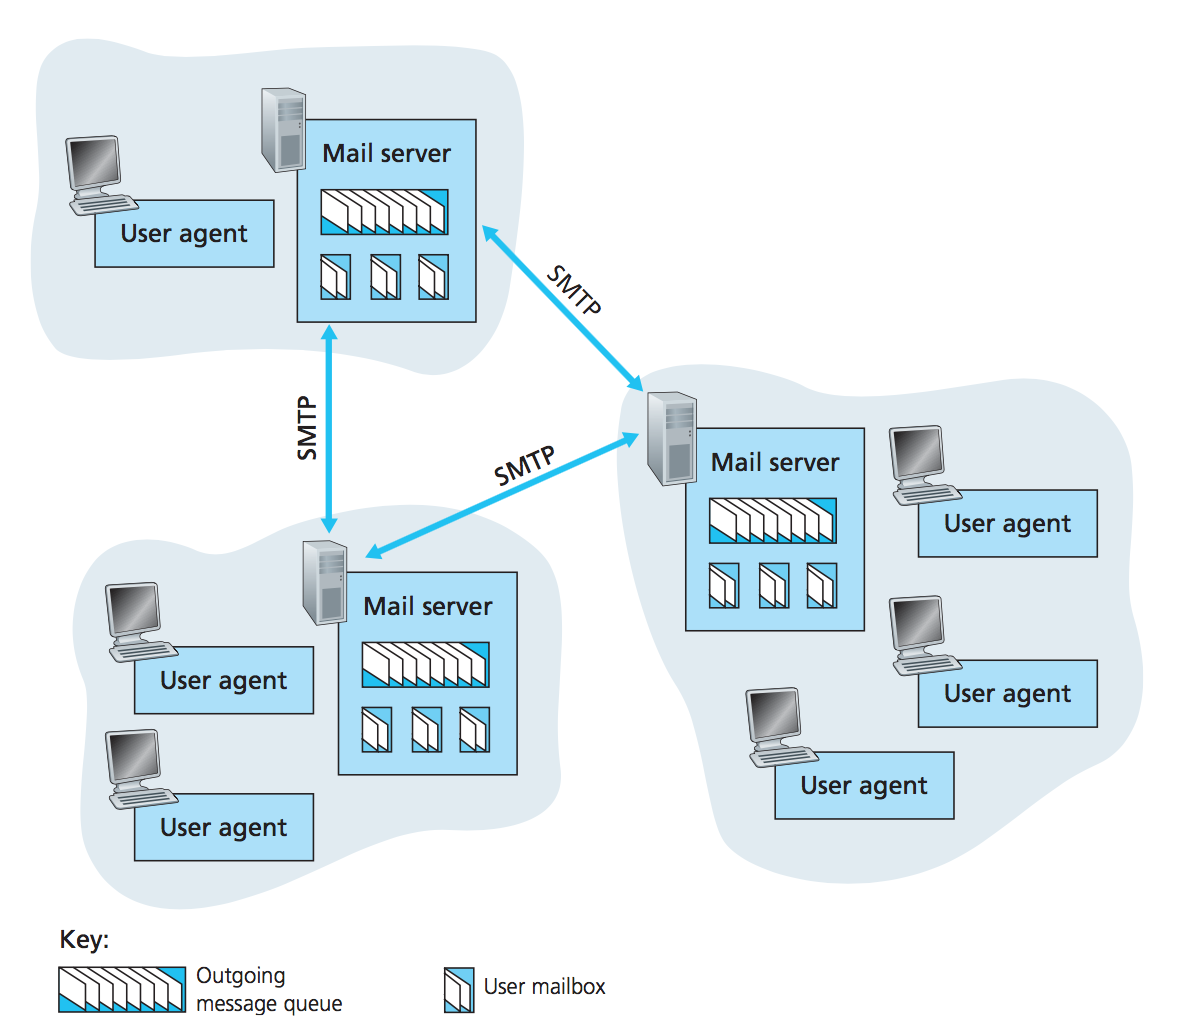 Mail server
User agent
SMTP
SMTP
SMTP
Mail server
User agent
User agent
User agent
Mail server
User agent
User agent
Key:
Outgoing
message queue
User mailbox